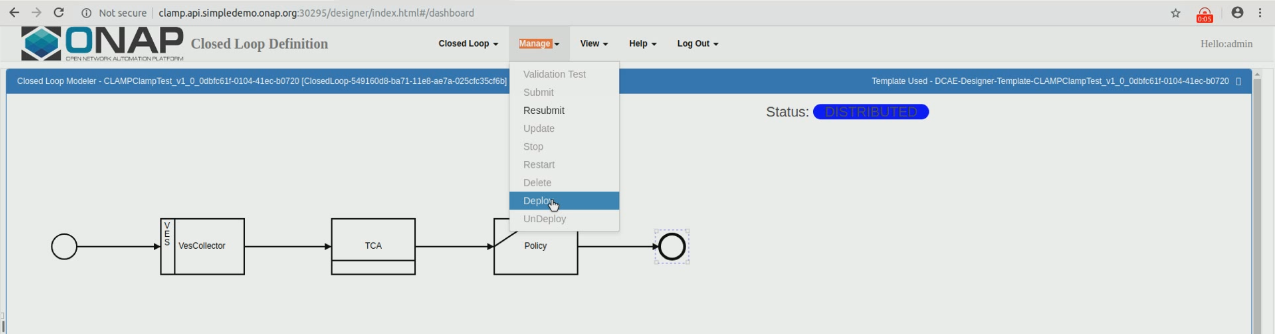 Not secure | clamp.api.simpledemo.onap.org:30295/designer/index.html#/dashboard
0:05
ONAP
OPEN NETWORK AUTOMATION PLATFORM
Closed Loop Definition
Closed Loop Manage View Help Log Out
Hello:admin
Closed Loop Modeler - CLAMPClampTest_v1_0_0dbfc61f-0104-41ec-b0720 [ClosedLoop-549160d8-ba71-11e8-ae7a-025cfc35cf6b]
Template Used - DCAE-Designer-Template-CLAMPClampTest_v1_0_0dbfc61f-0104-41ec-b0720
Validation Test
Submit
Resubmit
Update
Stop
Restart
Delete
Deploy
UnDeploy
Status: DISTRIBUTED
VES
VesCollector
TCA
Policy